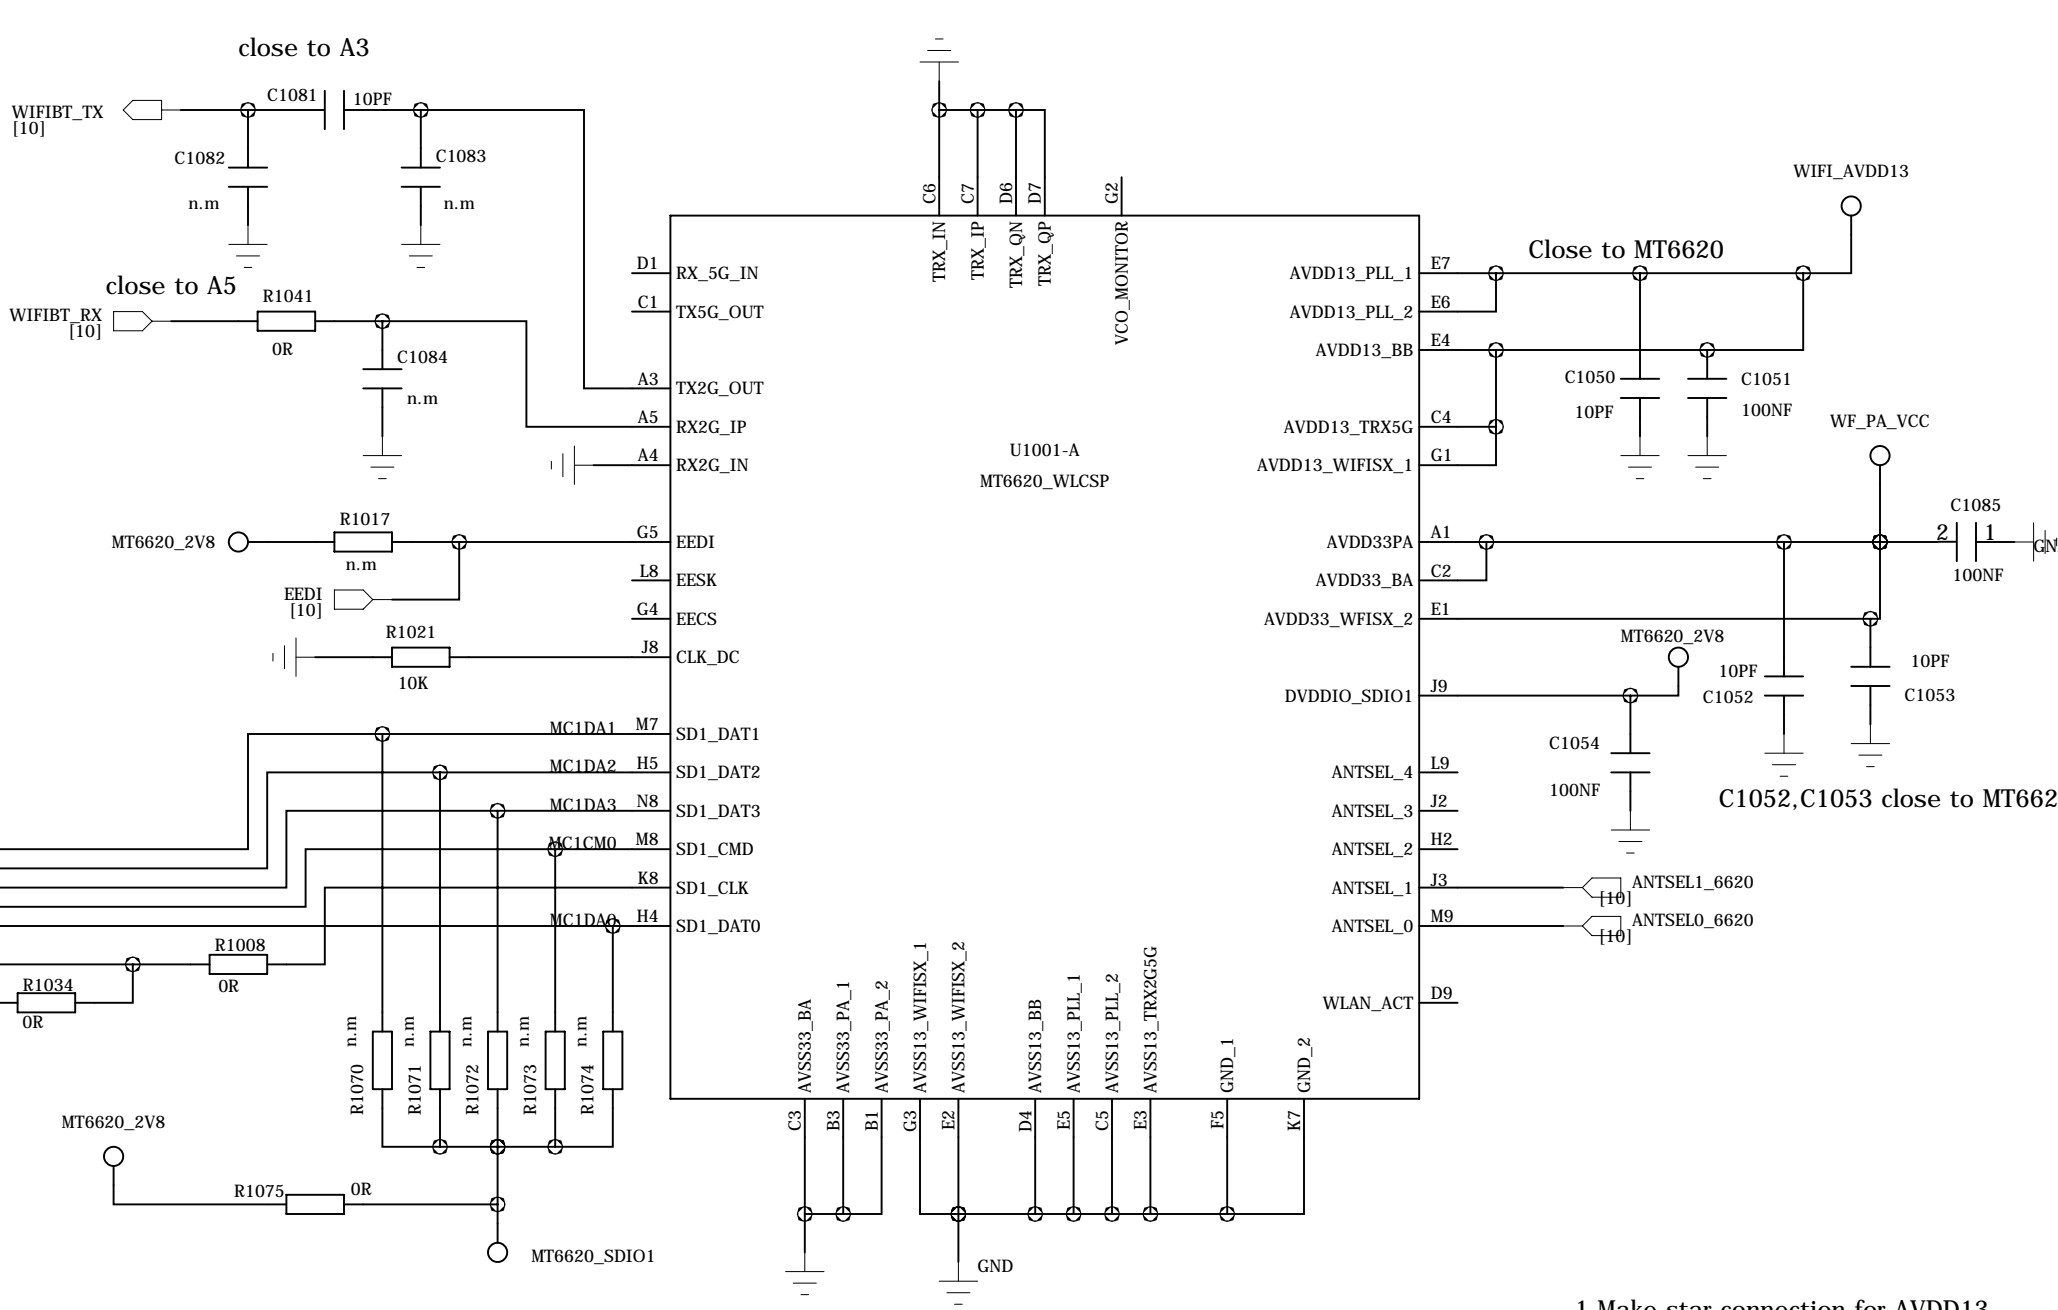 close to A3
WIFIBT_TX
[10]
C1081
10PF
C1082
n.m
C1083
n.m
close to A5
WIFIBT_RX
[10]
R1041
0R
C1084
n.m
MT6620_2V8
R1017
n.m
EEDI
[10]
R1021
10K
D1 RX_5G_IN
C1 TX5G_OUT
A3 TX2G_OUT
A5 RX2G_IP
A4 RX2G_IN
G5 EEDI
L8 EESK
G4 EECS
J8 CLK_DC
MC1DA1 M7 SD1_DAT1
MC1DA2 H5 SD1_DAT2
MC1DA3 N8 SD1_DAT3
MC1CM0 M8 SD1_CMD
K8 SD1_CLK
MC1DA0 H4 SD1_DAT0
R1008
0R
R1034
0R
R1070 n.m
R1071 n.m
R1072 n.m
R1073 n.m
R1074 n.m
MT6620_2V8
R1075 0R
MT6620_SDIO1
C6 TRX_IN
C7 TRX_IP
D6 TRX_QN
D7 TRX_QP
G2 VCO_MONITOR
U1001-A
MT6620_WLCSP
AVDD13_PLL_1 E7
AVDD13_PLL_2 E6
AVDD13_BB E4
AVDD13_TRX5G C4
AVDD13_WIFISX_1 G1
AVDD33PA A1
AVDD33_BA C2
AVDD33_WFISX_2 E1
DVDDIO_SDIO1 J9
ANTSEL_4 L9
ANTSEL_3 J2
ANTSEL_2 H2
ANTSEL_1 J3
ANTSEL_0 M9
WLAN_ACT D9
AVSS33_BA C3
AVSS33_PA_1 B3
AVSS33_PA_2 B1
AVSS13_WIFISX_1 G3
AVSS13_WIFISX_2 E2
AVSS13_BB D4
AVSS13_PLL_1 E5
AVSS13_PLL_2 C5
AVSS13_TRX2G5G E3
GND_1 F5
GND_2 K7
GND
WIFI_AVDD13
Close to MT6620
C1050
10PF
C1051
100NF
WF_PA_VCC
C1085
2 1
GN
100NF
MT6620_2V8
10PF
C1052
10PF
C1053
C1054
100NF
C1052,C1053 close to MT662
ANTSEL1_6620
[10]
ANTSEL0_6620
[10]
1.Make star connection for AVDD13